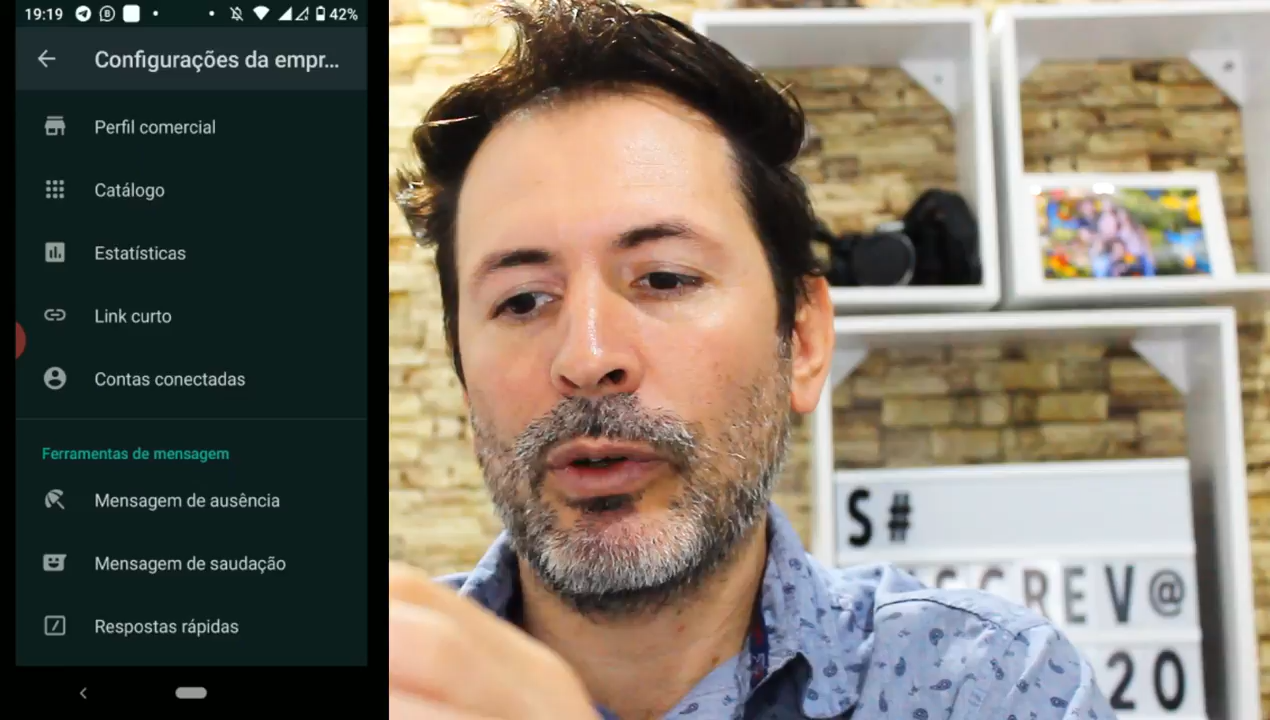 19:19
42%
Configurações da empr...
Perfil comercial
Catálogo
Estatísticas
Link curto
Contas conectadas
Ferramentas de mensagem
Mensagem de ausência
Mensagem de saudação
Respostas rápidas
S#
SCREV@
20